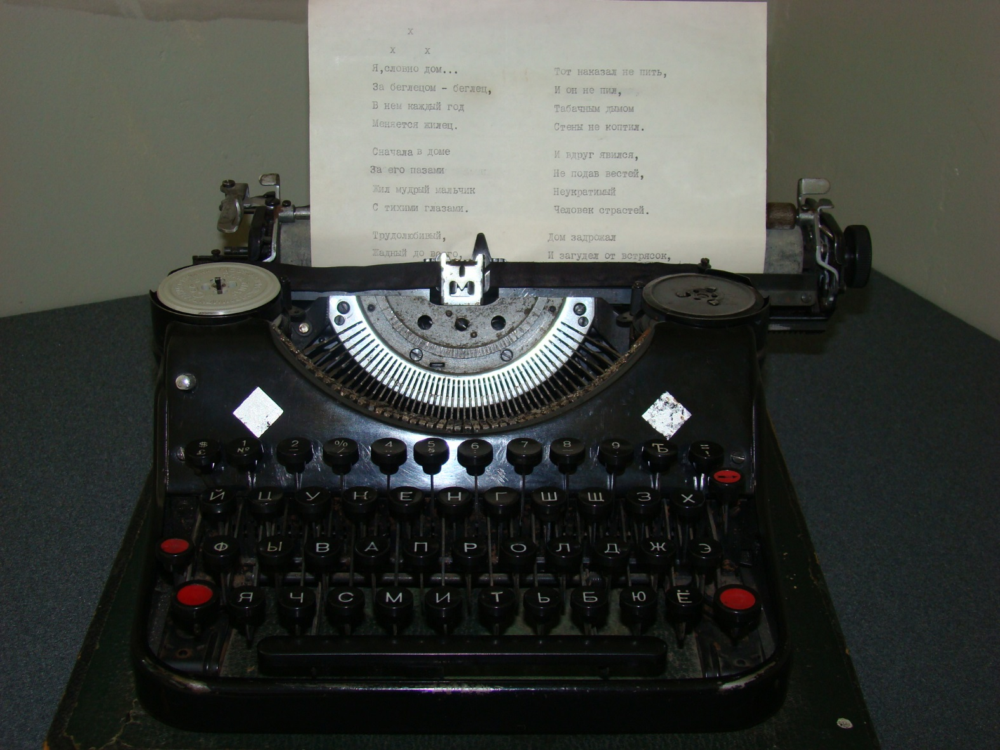 х
х х
Я,словно дом...
За беглецом - беглец,
В нем каждый год
Меняется жилец.
Сначала в доме
За его пазами
Жил мудрый мальчик
С тихими глазами.
Трудолюбивый,
Жадный до всего,
Тот наказал не пить,
И он не пил,
Табачным дымом
Стены не коптил.
И вдруг явился,
Не подав вестей,
Неукратимый
Человек страстей.
Дом задрожал
И загудел от встрясок,
$ £ 1 № 2 % / 4 5 § 6 7 8 9 Ъ = !
Й Ц У К Е Н Г Ш Щ З Х
Ф Ы В А П Р О Л Д Ж Э
Я Ч С М И Т Ь Б Ю Ё